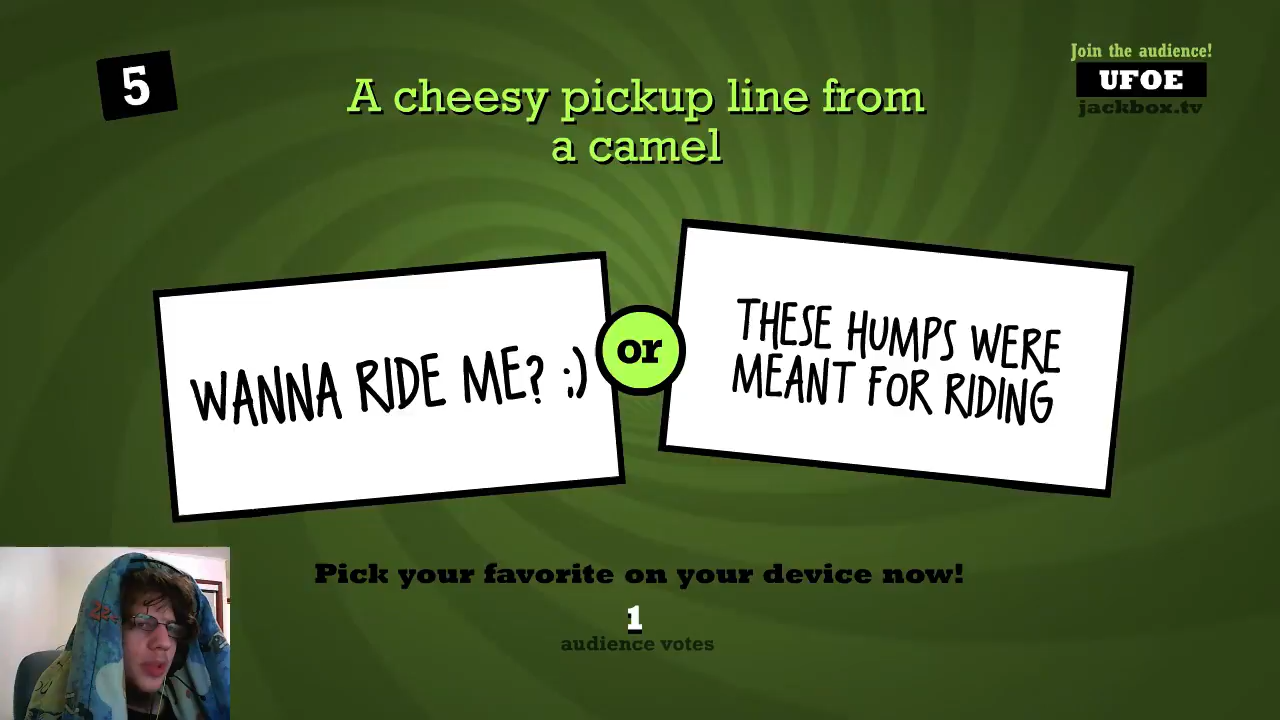 5
A cheesy pickup line from
a camel
Join the audience!
UFOE
jackbox.tv
WANNA RIDE ME? ;)
or
THESE HUMPS WERE
MEANT FOR RIDING
Pick your favorite on your device now!
1
audience votes